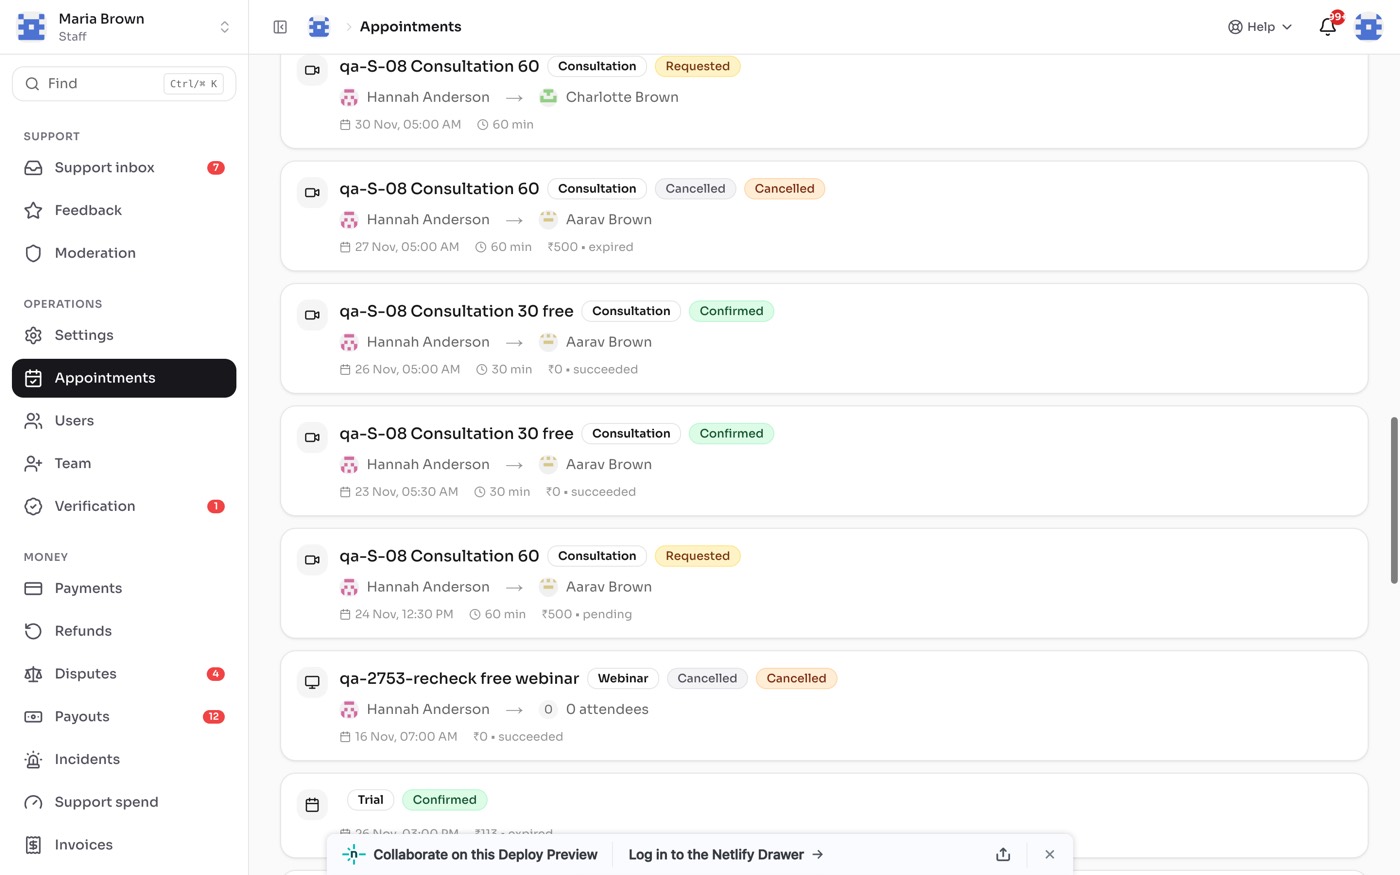 Maria Brown
Staff
Find
Ctrl/⌘ K
SUPPORT
Support inbox 7
Feedback
Moderation
OPERATIONS
Settings
Appointments
Users
Team
Verification 1
MONEY
Payments
Refunds
Disputes 4
Payouts 12
Incidents
Support spend
Invoices
Appointments
Help
99+
qa-S-08 Consultation 60 Consultation Requested
Hannah Anderson → Charlotte Brown
30 Nov, 05:00 AM 60 min
qa-S-08 Consultation 60 Consultation Cancelled Cancelled
Hannah Anderson → Aarav Brown
27 Nov, 05:00 AM 60 min ₹500 • expired
qa-S-08 Consultation 30 free Consultation Confirmed
Hannah Anderson → Aarav Brown
26 Nov, 05:00 AM 30 min ₹0 • succeeded
qa-S-08 Consultation 30 free Consultation Confirmed
Hannah Anderson → Aarav Brown
23 Nov, 05:30 AM 30 min ₹0 • succeeded
qa-S-08 Consultation 60 Consultation Requested
Hannah Anderson → Aarav Brown
24 Nov, 12:30 PM 60 min ₹500 • pending
qa-2753-recheck free webinar Webinar Cancelled Cancelled
Hannah Anderson → 0 0 attendees
16 Nov, 07:00 AM ₹0 • succeeded
Trial Confirmed
26 Nov, 03:00 PM ₹113 • expired
Collaborate on this Deploy Preview Log in to the Netlify Drawer →